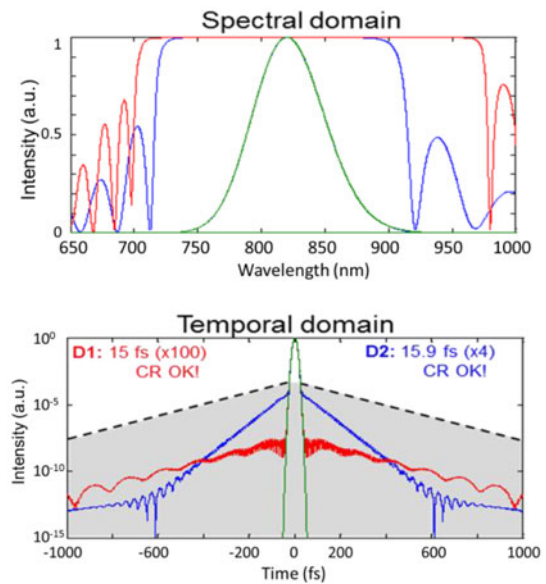 Spectral domain
1
0.5
0
Intensity (a.u.)
650 700 750 800 850 900 950 1000
Wavelength (nm)
Temporal domain
10^0
10^-5
10^-10
10^-15
Intensity (a.u.)
D1: 15 fs (x100)
CR OK!
D2: 15.9 fs (x4)
CR OK!
-1000 -600 -200 0 200 600 1000
Time (fs)